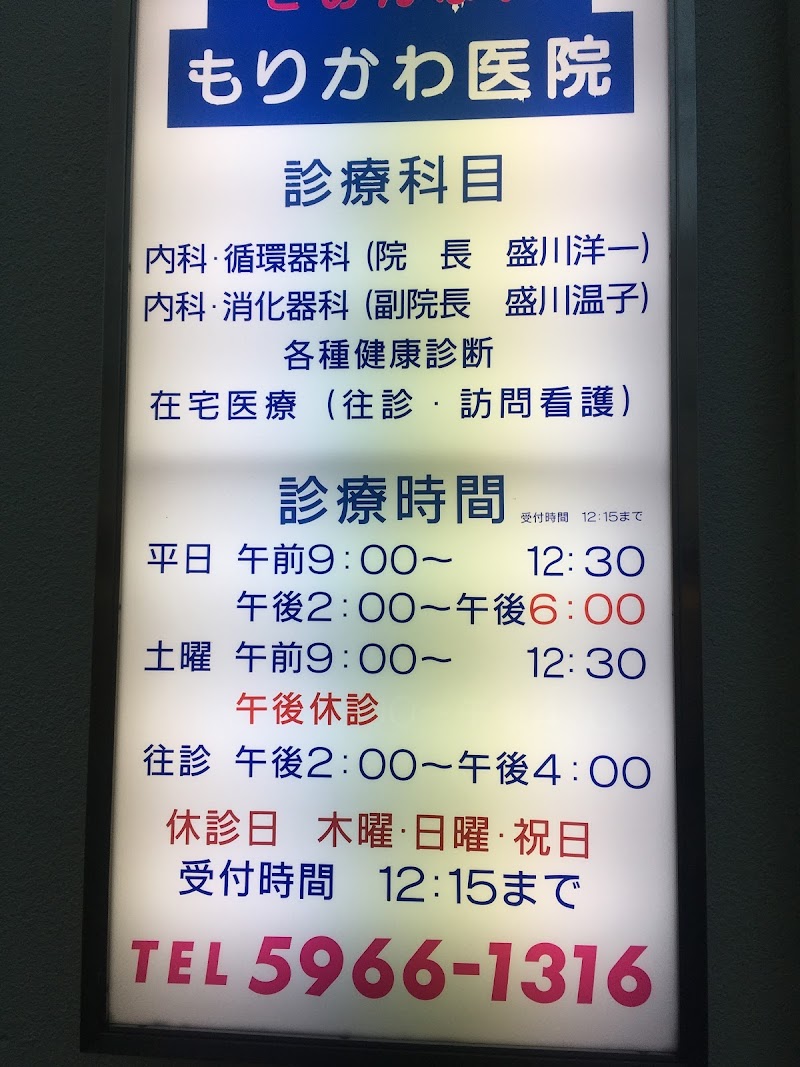 もりかわ医院
診療科目
内科・循環器科(院 長 盛川洋一)
内科・消化器科(副院長 盛川温子)
各種健康診断
在宅医療(往診・訪問看護)
診療時間 受付時間 12:15まで
平日 午前9:00〜 12:30
午後2:00〜午後6:00
土曜 午前9:00〜 12:30
午後休診
往診 午後2:00〜午後4:00
休診日 木曜・日曜・祝日
受付時間 12:15まで
TEL 5966-1316